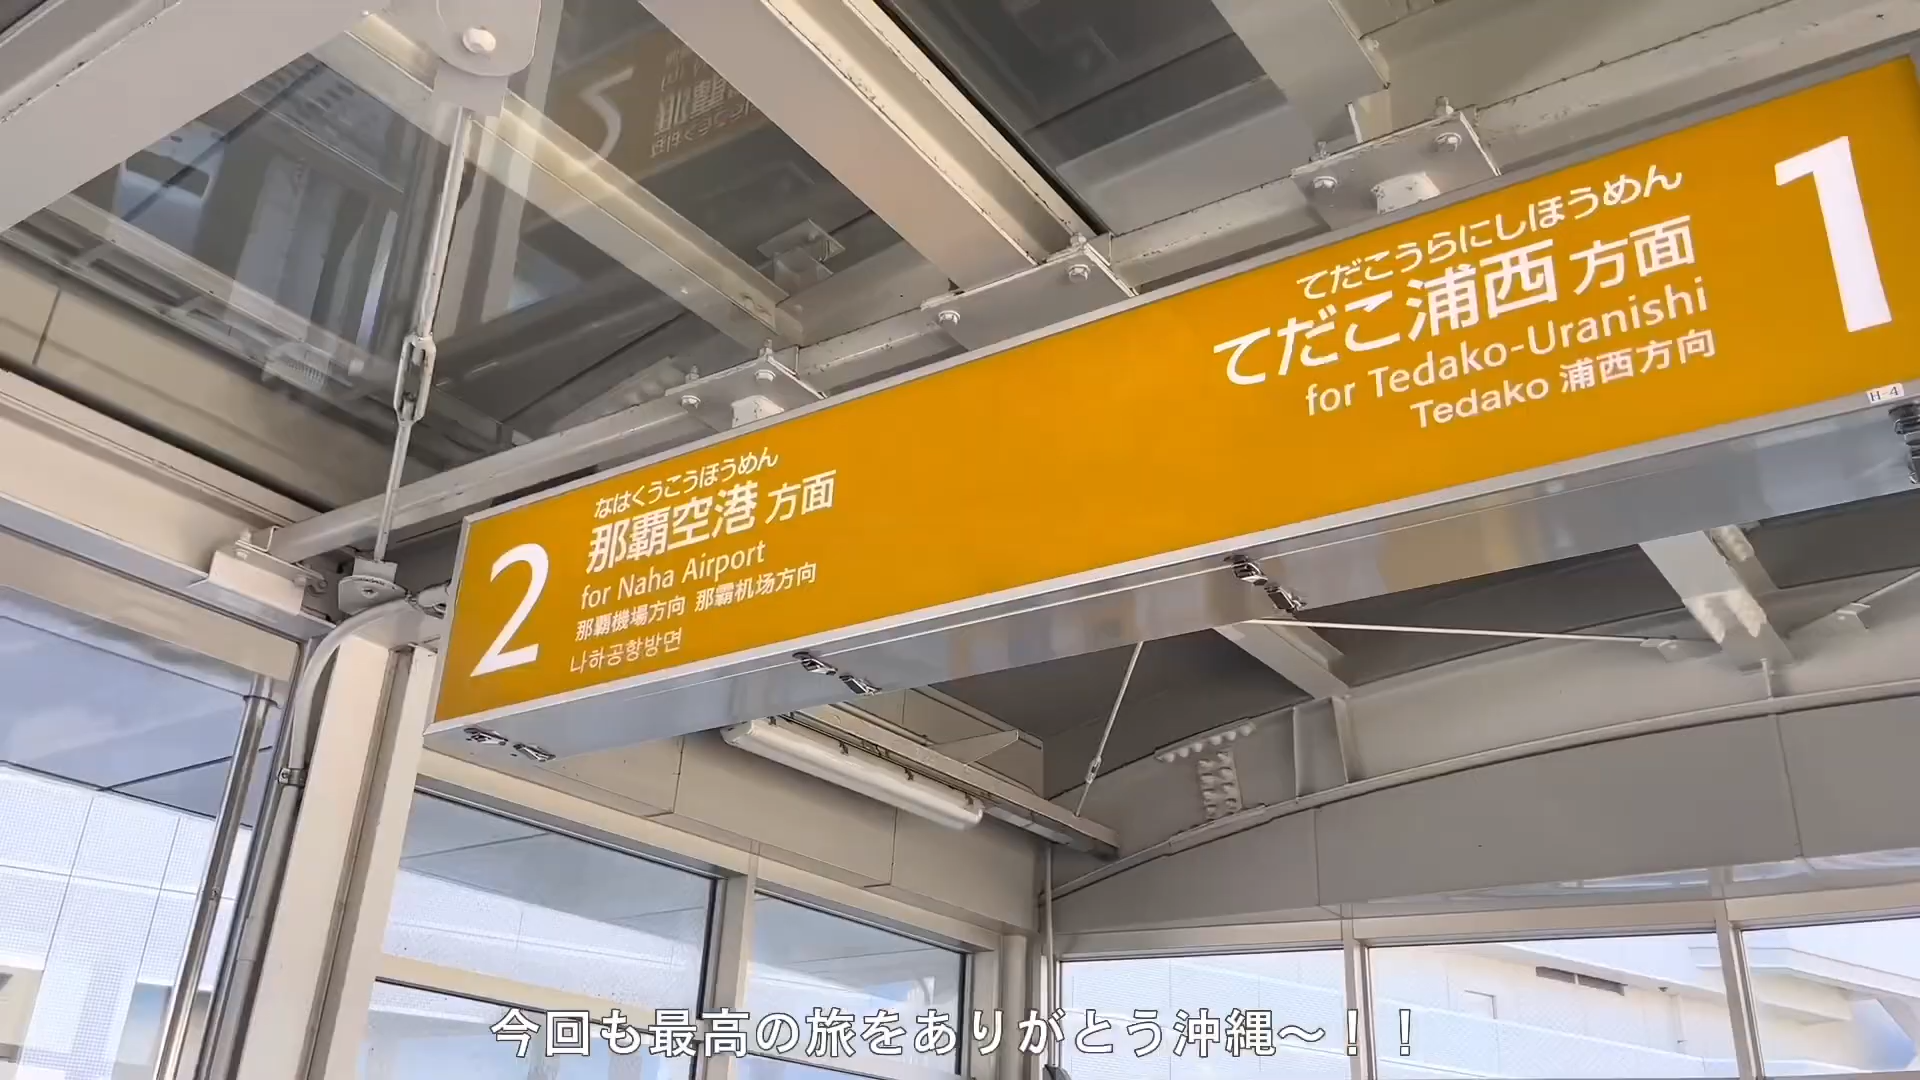 なはくうこうほうめん
2 那覇空港 方面
for Naha Airport
那覇機場方向 那霸机场方向
나하공항방면
てだこうらにしほうめん
てだこ浦西 方面 1
for Tedako-Uranishi
Tedako 浦西方向
H-4
今回も最高の旅をありがとう沖縄〜！！